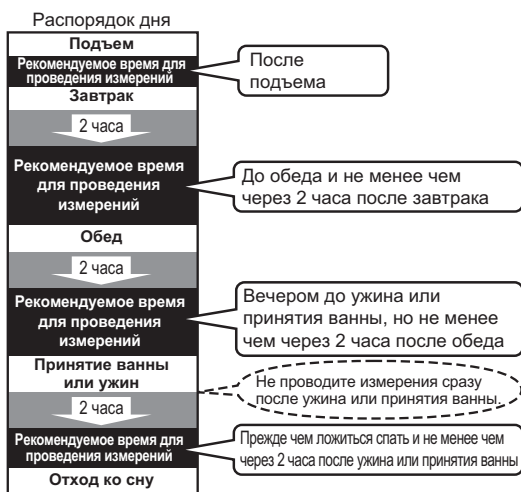 Распорядок дня
Подъем
Рекомендуемое время для
проведения измерений
После
подъема
Завтрак
2 часа
Рекомендуемое время
для проведения
измерений
До обеда и не менее чем
через 2 часа после завтрака
Обед
2 часа
Рекомендуемое время
для проведения
измерений
Вечером до ужина или
принятия ванны, но не менее
чем через 2 часа после обеда
Принятие ванны
или ужин
Не проводите измерения сразу
после ужина или принятия ванны.
2 часа
Рекомендуемое время для
проведения измерений
Прежде чем ложиться спать и не менее чем
через 2 часа после ужина или принятия ванны
Отход ко сну